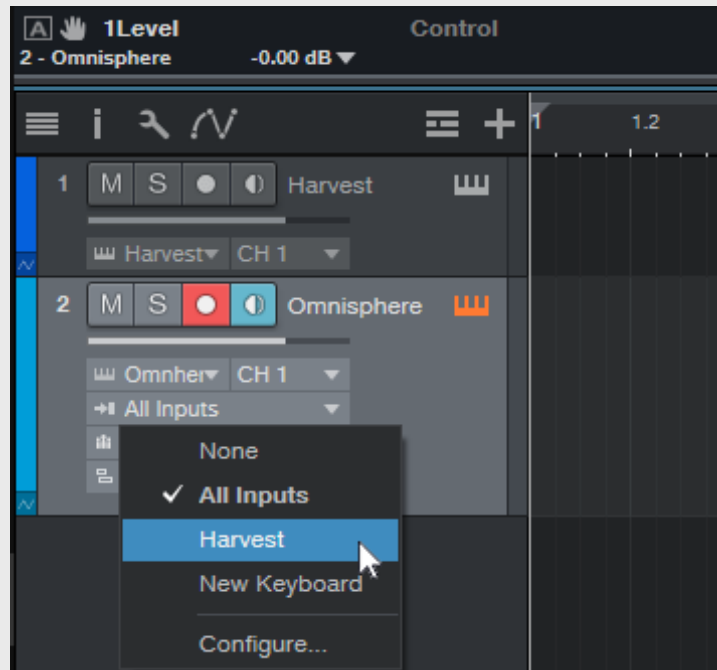 A 1Level Control
2 - Omnisphere -0.00 dB
i 1 1.2
1 M S Harvest
Harvest CH 1
2 M S Omnisphere
Omnher CH 1
All Inputs
None
All Inputs
Harvest
New Keyboard
Configure...